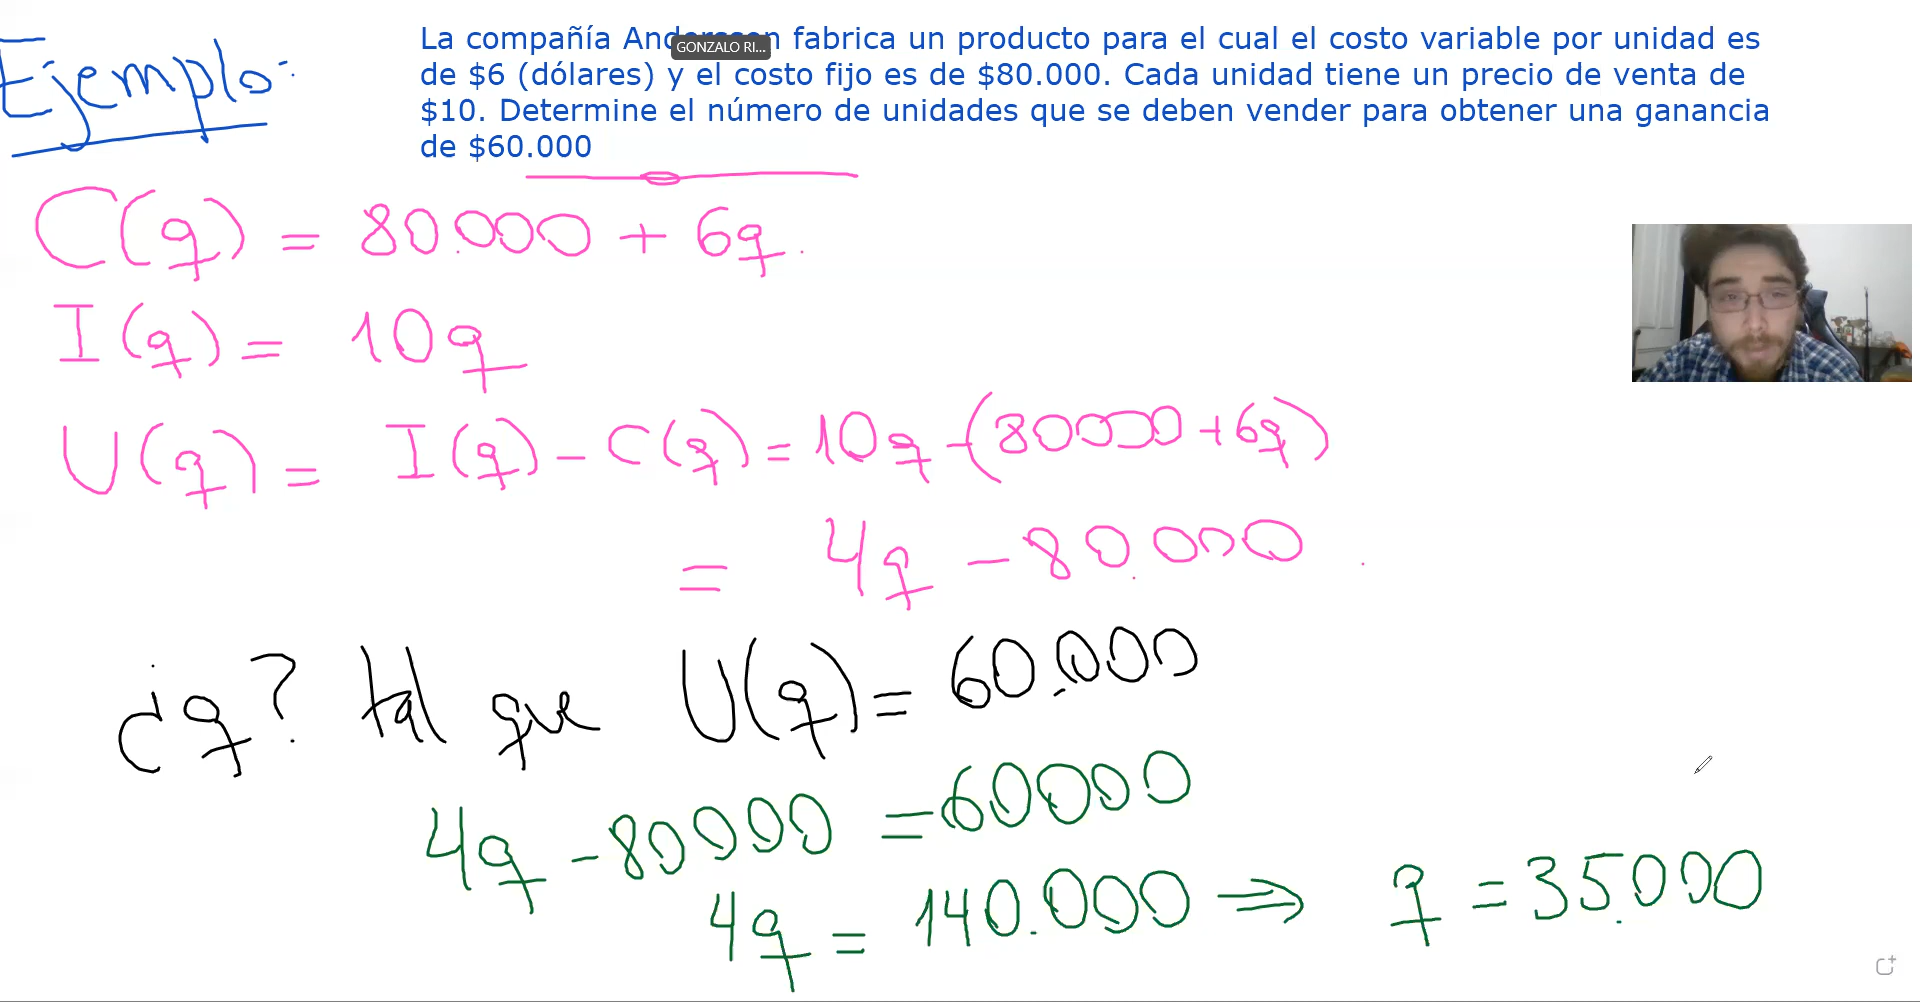 Ejemplo:
La compañía Andersson fabrica un producto para el cual el costo variable por unidad es
GONZALO RI...
de $6 (dólares) y el costo fijo es de $80.000. Cada unidad tiene un precio de venta de
$10. Determine el número de unidades que se deben vender para obtener una ganancia
de $60.000
C(q) = 80.000 + 6q.
I(q) = 10q
U(q) = I(q) - C(q) = 10q - (80000 + 6q)
= 4q - 80.000
¿q? tal que U(q) = 60.000
4q - 80000 = 60000
4q = 140.000 ⇒ q = 35.000